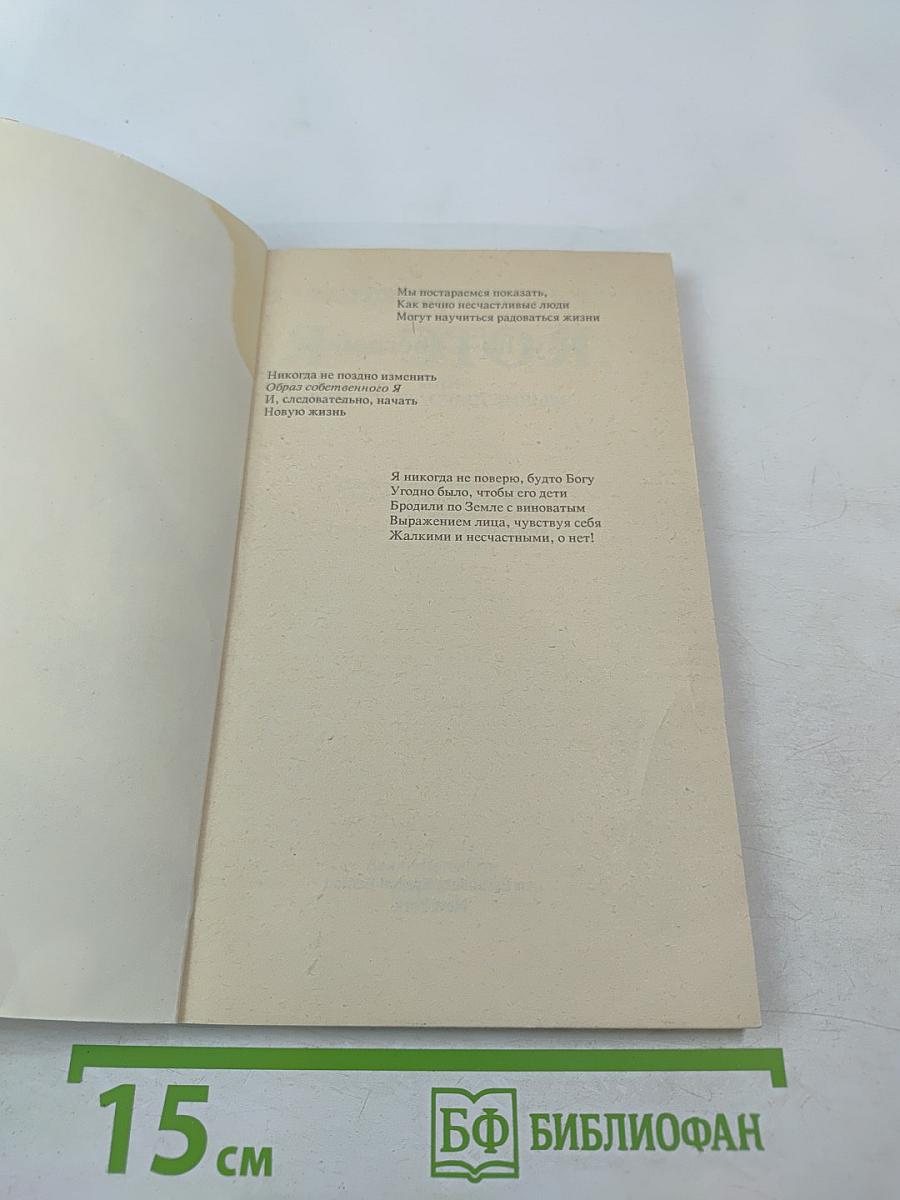 Мы постараемся показать,
Как вечно несчастливые люди
Могут научиться радоваться жизни
Никогда не поздно изменить
Образ собственного Я
И, следовательно, начать
Новую жизнь
Я никогда не поверю, будто Богу
Угодно было, чтобы его дети
Бродили по Земле с виноватым
Выражением лица, чувствуя себя
Жалкими и несчастными, о нет!
15 см
БФ БИБЛИОФАН